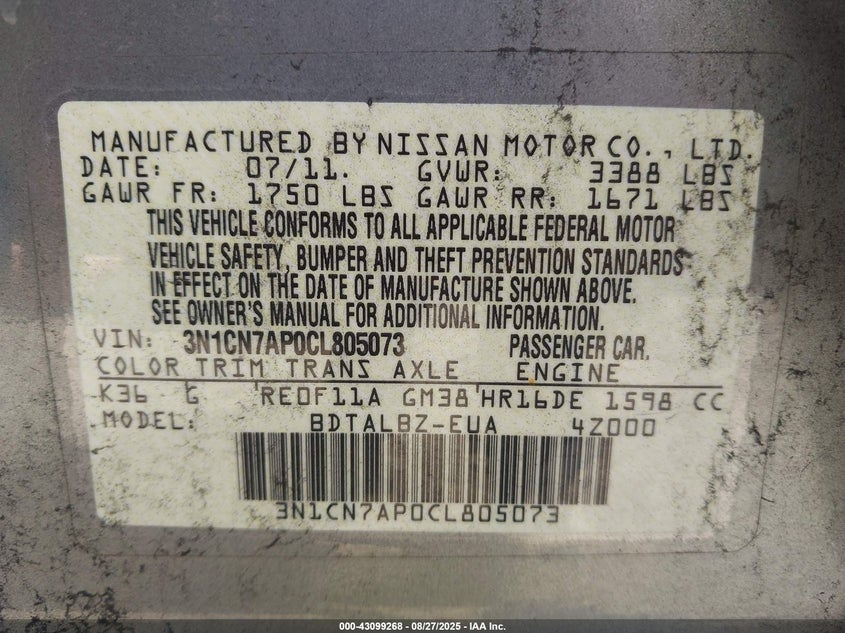 MANUFACTURED BY NISSAN MOTOR CO., LTD.
DATE: 07/11. GVWR: 3388 LBS
GAWR FR: 1750 LBS GAWR RR: 1671 LBS
THIS VEHICLE CONFORMS TO ALL APPLICABLE FEDERAL MOTOR
VEHICLE SAFETY, BUMPER AND THEFT PREVENTION STANDARDS
IN EFFECT ON THE DATE OF MANUFACTURE SHOWN ABOVE.
SEE OWNER'S MANUAL FOR ADDITIONAL INFORMATION.
VIN: 3N1CN7AP0CL805073 PASSENGER CAR.
COLOR TRIM TRANS AXLE ENGINE
K36 G RE0F11A GM38 HR16DE 1598 CC
MODEL: BDTALBZ-EUA 4Z000
3N1CN7AP0CL805073
000-43099268 - 08/27/2025 - IAA Inc.